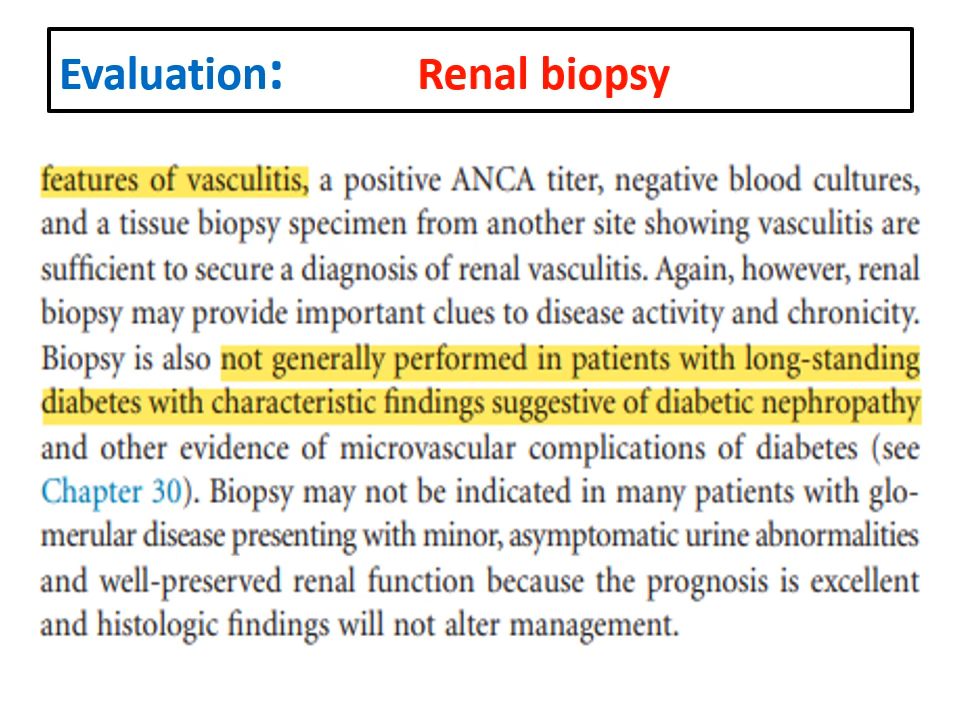 Evaluation: Renal biopsy
features of vasculitis, a positive ANCA titer, negative blood cultures,
and a tissue biopsy specimen from another site showing vasculitis are
sufficient to secure a diagnosis of renal vasculitis. Again, however, renal
biopsy may provide important clues to disease activity and chronicity.
Biopsy is also not generally performed in patients with long-standing
diabetes with characteristic findings suggestive of diabetic nephropathy
and other evidence of microvascular complications of diabetes (see
Chapter 30). Biopsy may not be indicated in many patients with glo-
merular disease presenting with minor, asymptomatic urine abnormalities
and well-preserved renal function because the prognosis is excellent
and histologic findings will not alter management.